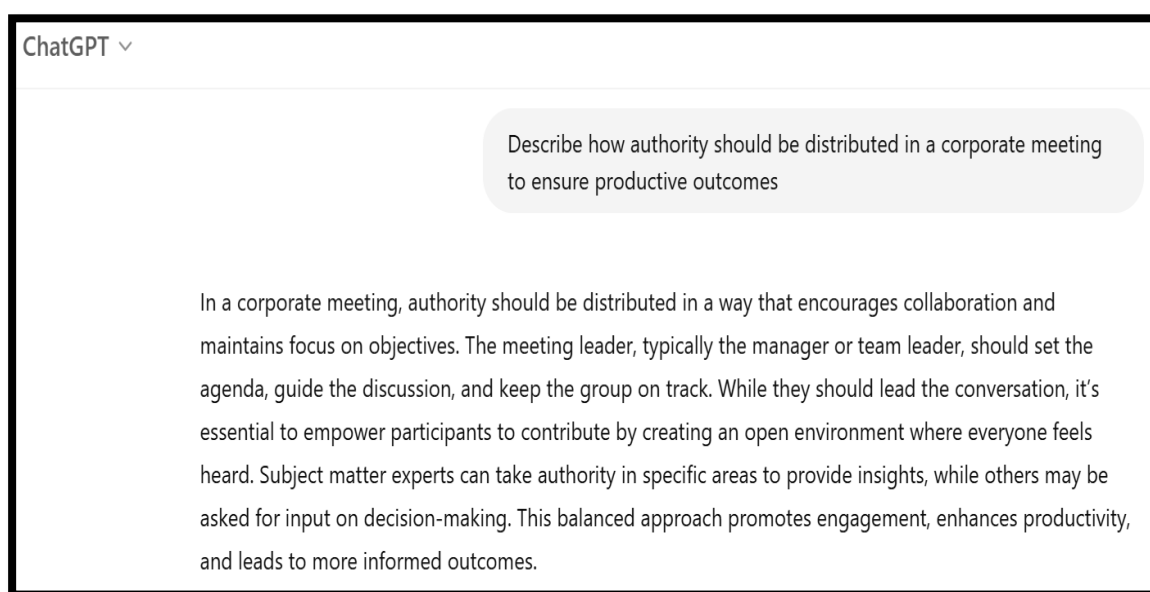 ChatGPT
Describe how authority should be distributed in a corporate meeting
to ensure productive outcomes
In a corporate meeting, authority should be distributed in a way that encourages collaboration and
maintains focus on objectives. The meeting leader, typically the manager or team leader, should set the
agenda, guide the discussion, and keep the group on track. While they should lead the conversation, it’s
essential to empower participants to contribute by creating an open environment where everyone feels
heard. Subject matter experts can take authority in specific areas to provide insights, while others may be
asked for input on decision-making. This balanced approach promotes engagement, enhances productivity,
and leads to more informed outcomes.